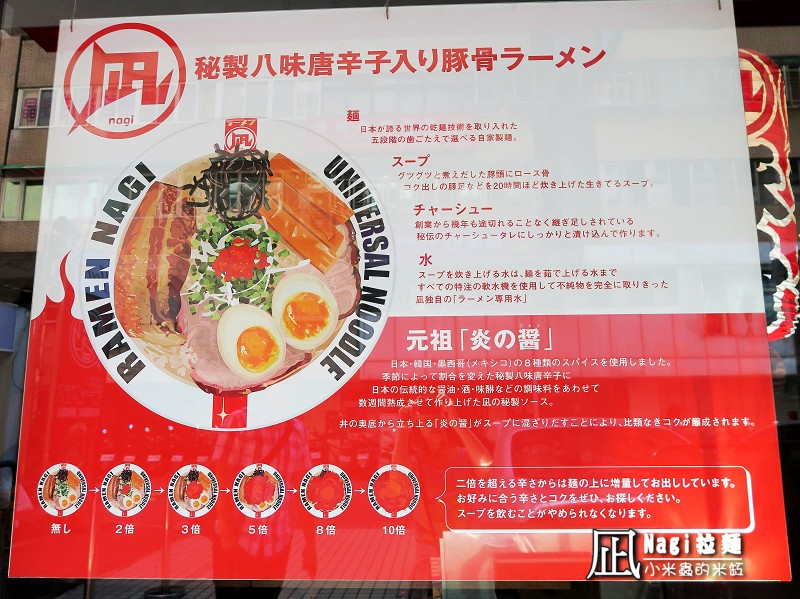 凪
nagi
秘製八味唐辛子入り豚骨ラーメン
麺
日本が誇る世界の乾麺技術を取り入れた
五段階の歯ごたえで選べる自家製麺。
スープ
グツグツと煮えだした豚頭にロース骨
コク出しの豚足などを20時間ほど炊き上げた生きてるスープ。
チャーシュー
創業から幾年も途切れることなく継ぎ足しされている
秘伝のチャーシュータレにしっかりと漬け込んで作ります。
水
スープを炊き上げる水は、麺を茹で上げる水まで
すべての特注の軟水機を使用して不純物を完全に取りきった
凪独自の「ラーメン専用水」
RAMEN NAGI
UNIVERSAL NOODLE
ラーメン
凪
元祖「炎の醤」
日本・韓国・墨西哥(メキシコ)の8種類のスパイスを使用しました。
季節によって割合を変えた秘製八味唐辛子に
日本の伝統的な醤油・酒・味醂などの調味料をあわせて
数週間熟成させて作り上げた凪の秘製ソース。
丼の奥底から立ち上る「炎の醤」がスープに混ざりだすことにより、比類なきコクが醸成されます。
無し
2倍
3倍
5倍
8倍
10倍
二倍を超える辛さからは麺の上に増量してお出ししています。
お好みに合う辛さとコクをぜひ、お探しください。
スープを飲むことがやめられなくなります。
凪 Nagi拉麵
小米蟲的米缸